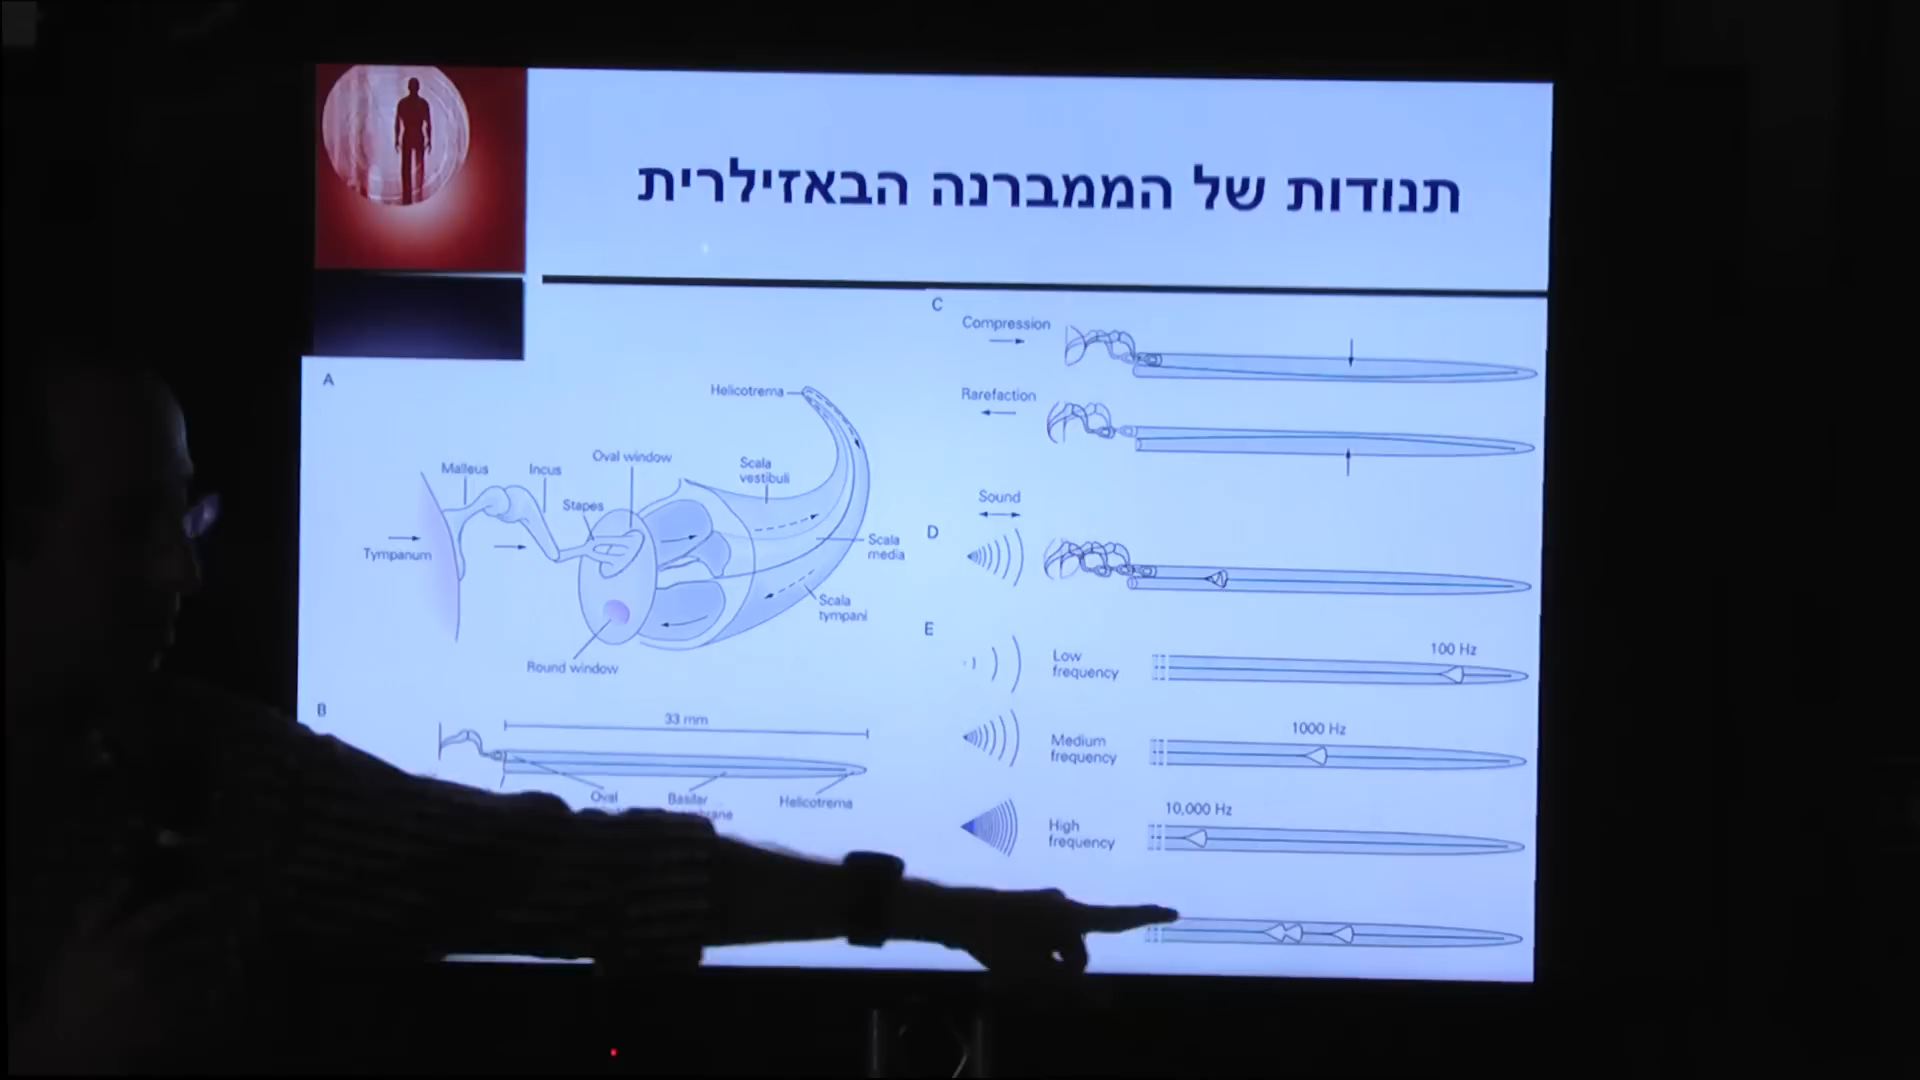 תנודות של הממברנה הבאזילרית
A
Helicotrema
Oval window
Scala
vestibuli
Malleus
Incus
Stapes
Tympanum
Scala
media
Scala
tympani
Round window
B
33 mm
Oval
Basilar
Helicotrema
C
Compression
Rarefaction
Sound
D
E
Low
frequency
100 Hz
Medium
frequency
1000 Hz
High
frequency
10,000 Hz